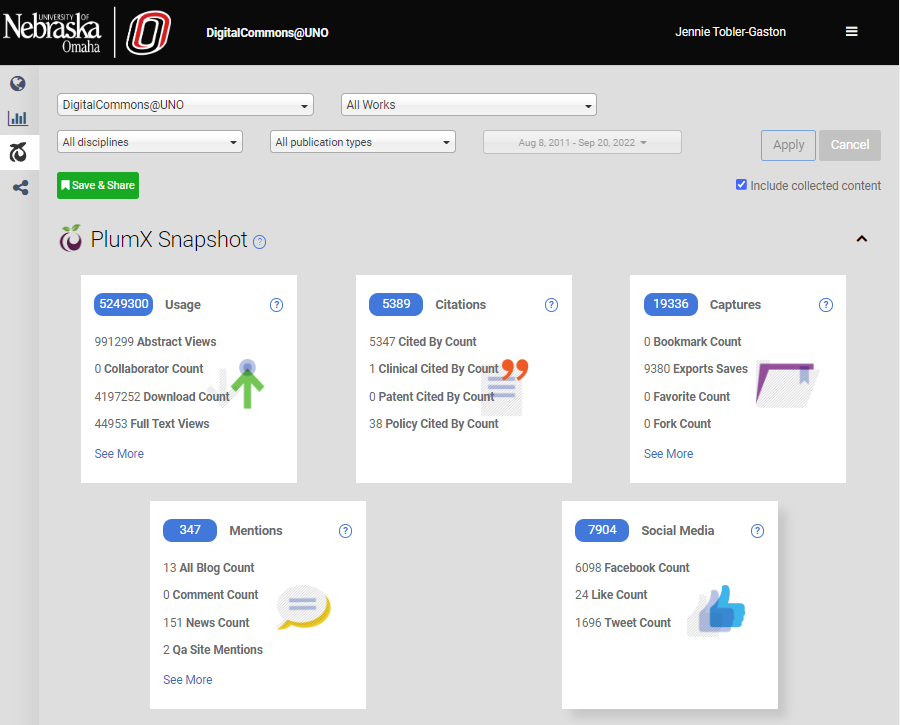 UNIVERSITY OF
Nebraska
Omaha
DigitalCommons@UNO
Jennie Tobler-Gaston
DigitalCommons@UNO
All Works
All disciplines
All publication types
Aug 8, 2011 - Sep 20, 2022
Apply
Cancel
Save & Share
Include collected content
PlumX Snapshot ?
5249300 Usage ?
991299 Abstract Views
0 Collaborator Count
4197252 Download Count
44953 Full Text Views
See More
5389 Citations ?
5347 Cited By Count
1 Clinical Cited By Count
0 Patent Cited By Count
38 Policy Cited By Count
19336 Captures ?
0 Bookmark Count
9380 Exports Saves
0 Favorite Count
0 Fork Count
See More
347 Mentions ?
13 All Blog Count
0 Comment Count
151 News Count
2 Qa Site Mentions
See More
7904 Social Media ?
6098 Facebook Count
24 Like Count
1696 Tweet Count